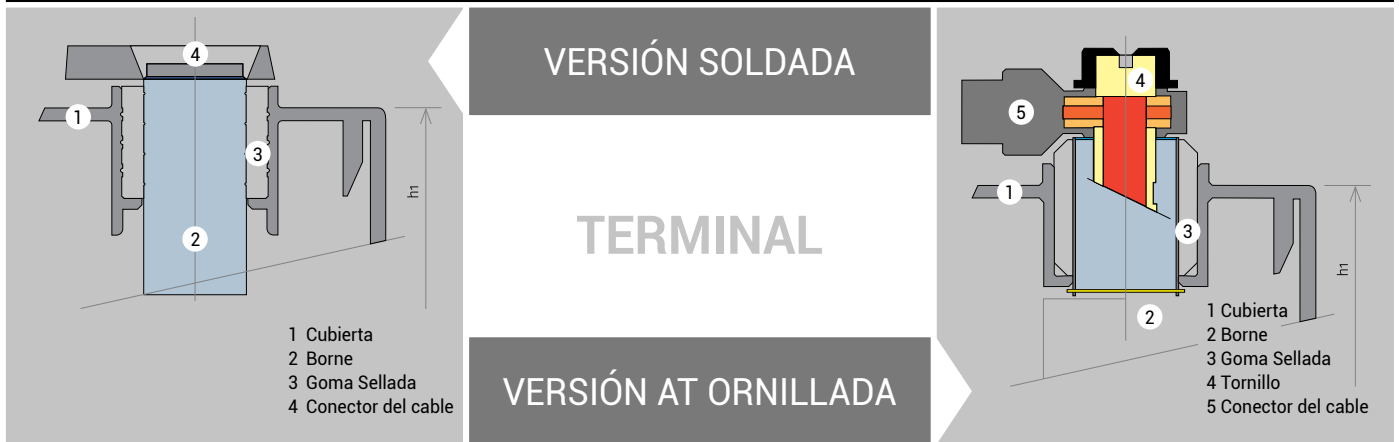 4
1
3
2
h1
1 Cubierta
2 Borne
3 Goma Sellada
4 Conector del cable
VERSIÓN SOLDADA
TERMINAL
VERSIÓN AT ORNILLADA
4
5
1
3
h1
2
1 Cubierta
2 Borne
3 Goma Sellada
4 Tornillo
5 Conector del cable